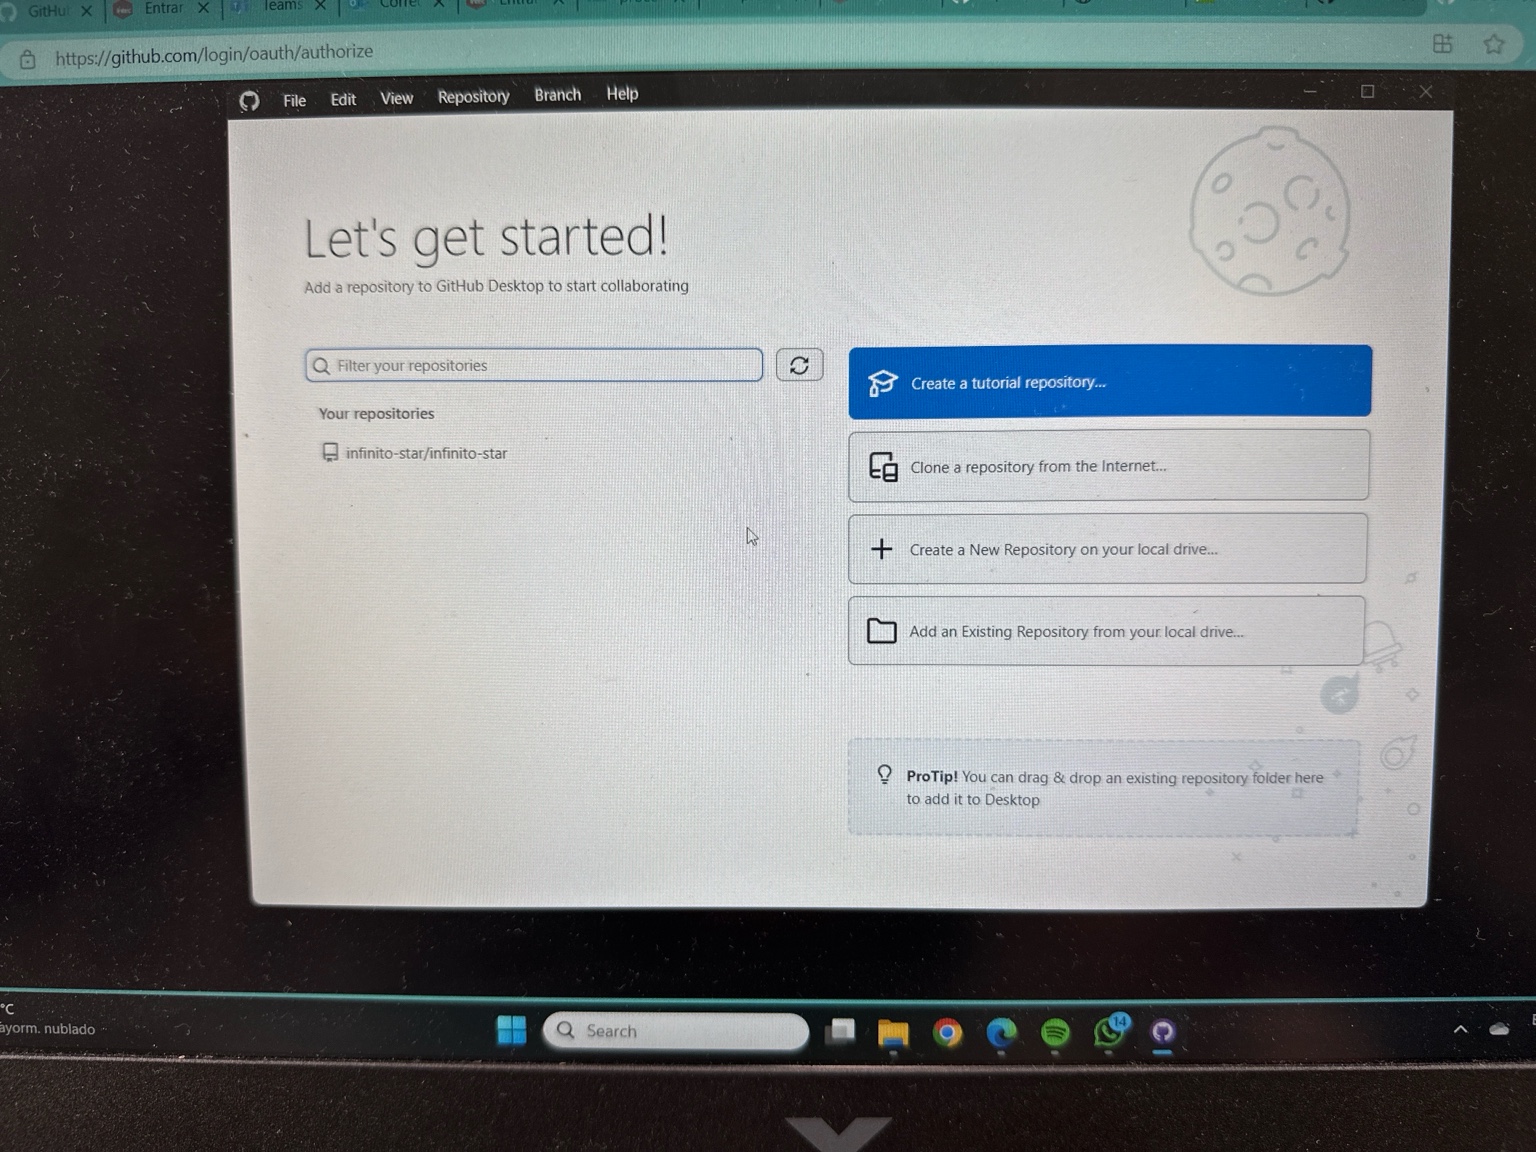 GitHu
Entrar
Teams
https://github.com/login/oauth/authorize
File Edit View Repository Branch Help
Let's get started!
Add a repository to GitHub Desktop to start collaborating
Filter your repositories
Your repositories
infinito-star/infinito-star
Create a tutorial repository...
Clone a repository from the Internet...
Create a New Repository on your local drive...
Add an Existing Repository from your local drive...
ProTip! You can drag & drop an existing repository folder here
to add it to Desktop
°C
ayorm. nublado
Search
14